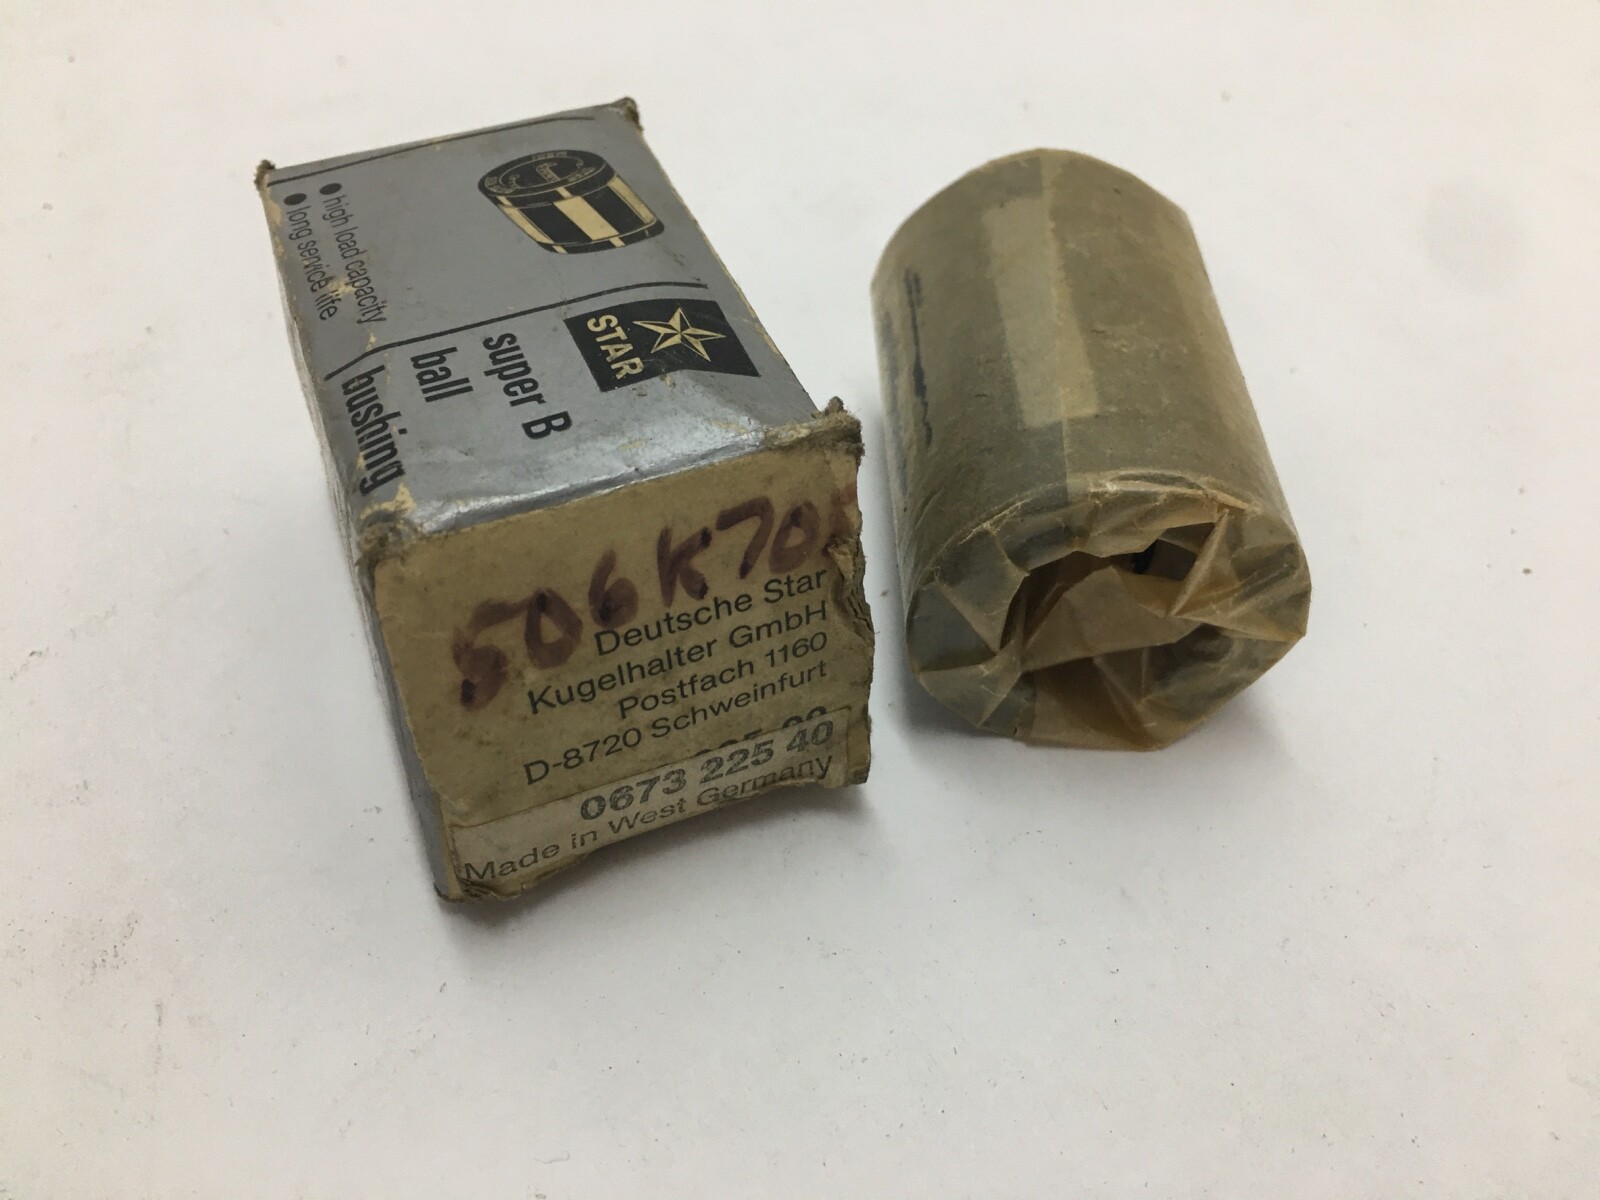 high load capacity
long service life
STAR
super B
ball
bushing
506K70
Deutsche Star
Kugelhalter GmbH
Postfach 1160
D-8720 Schweinfurt
0673 225 40
Made in West Germany